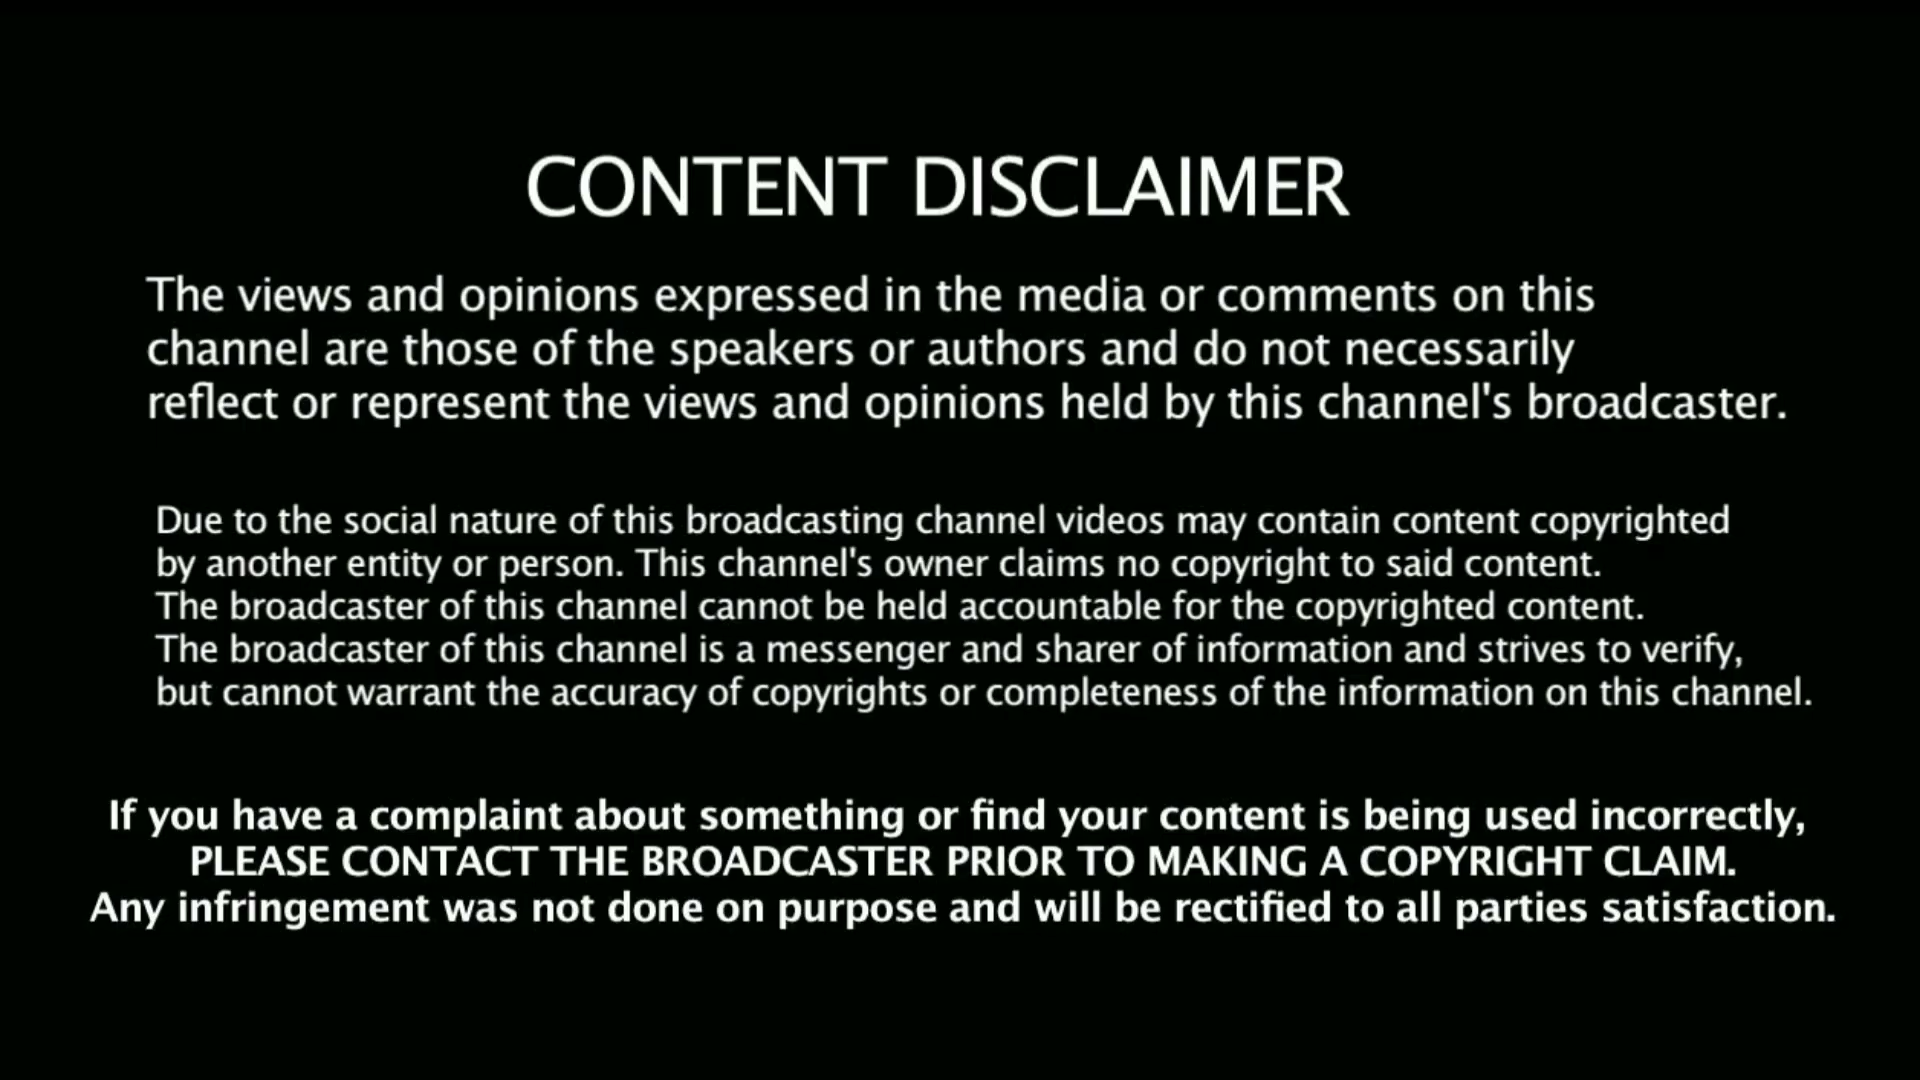 CONTENT DISCLAIMER
The views and opinions expressed in the media or comments on this
channel are those of the speakers or authors and do not necessarily
reflect or represent the views and opinions held by this channel's broadcaster.
Due to the social nature of this broadcasting channel videos may contain content copyrighted
by another entity or person. This channel's owner claims no copyright to said content.
The broadcaster of this channel cannot be held accountable for the copyrighted content.
The broadcaster of this channel is a messenger and sharer of information and strives to verify,
but cannot warrant the accuracy of copyrights or completeness of the information on this channel.
If you have a complaint about something or find your content is being used incorrectly,
PLEASE CONTACT THE BROADCASTER PRIOR TO MAKING A COPYRIGHT CLAIM.
Any infringement was not done on purpose and will be rectified to all parties satisfaction.